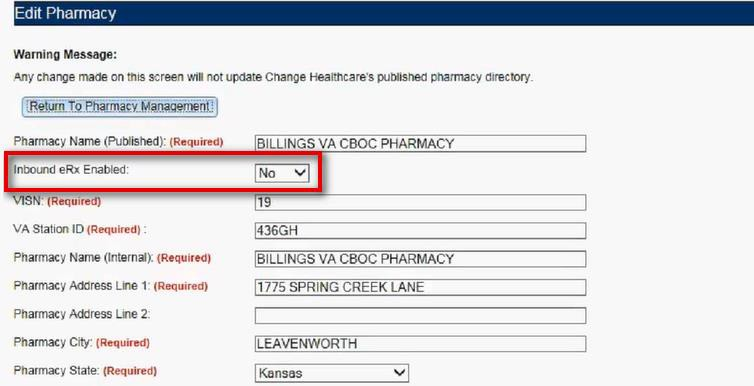 Edit Pharmacy
Warning Message:
Any change made on this screen will not update Change Healthcare's published pharmacy directory.
Return To Pharmacy Management
Pharmacy Name (Published): (Required) BILLINGS VA CBOC PHARMACY
Inbound eRx Enabled: No
VISN: (Required) 19
VA Station ID (Required) : 436GH
Pharmacy Name (Internal): (Required) BILLINGS VA CBOC PHARMACY
Pharmacy Address Line 1: (Required) 1775 SPRING CREEK LANE
Pharmacy Address Line 2:
Pharmacy City: (Required) LEAVENWORTH
Pharmacy State: (Required) Kansas